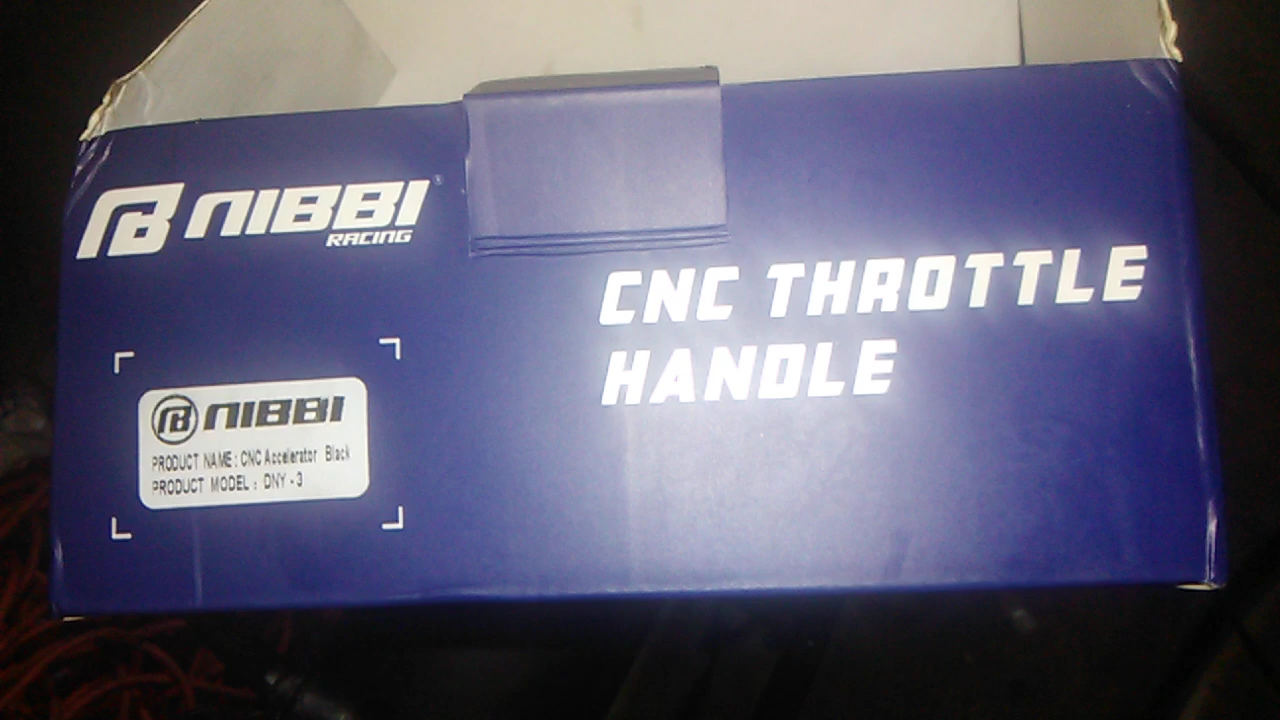 NIBBI
RACING
CNC THROTTLE
HANDLE
NIBBI
PRODUCT NAME : CNC Accelerator Black
PRODUCT MODEL : DNY - 3